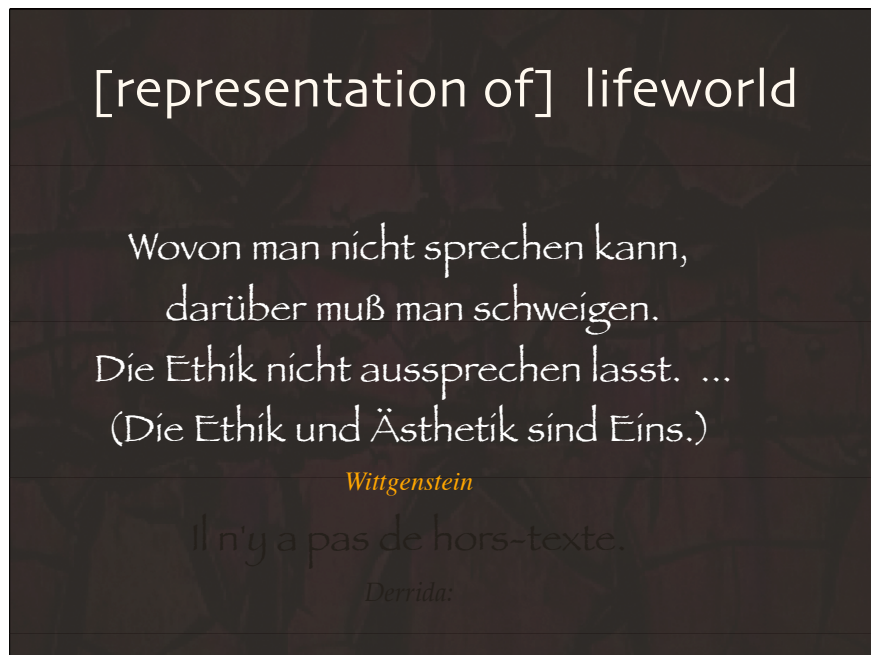 [representation of] lifeworld
Wovon man nicht sprechen kann,
darüber muß man schweigen.
Die Ethik nicht aussprechen lasst. ...
(Die Ethik und Ästhetik sind Eins.)
Wittgenstein
Il n'y a pas de hors-texte.
Derrida: